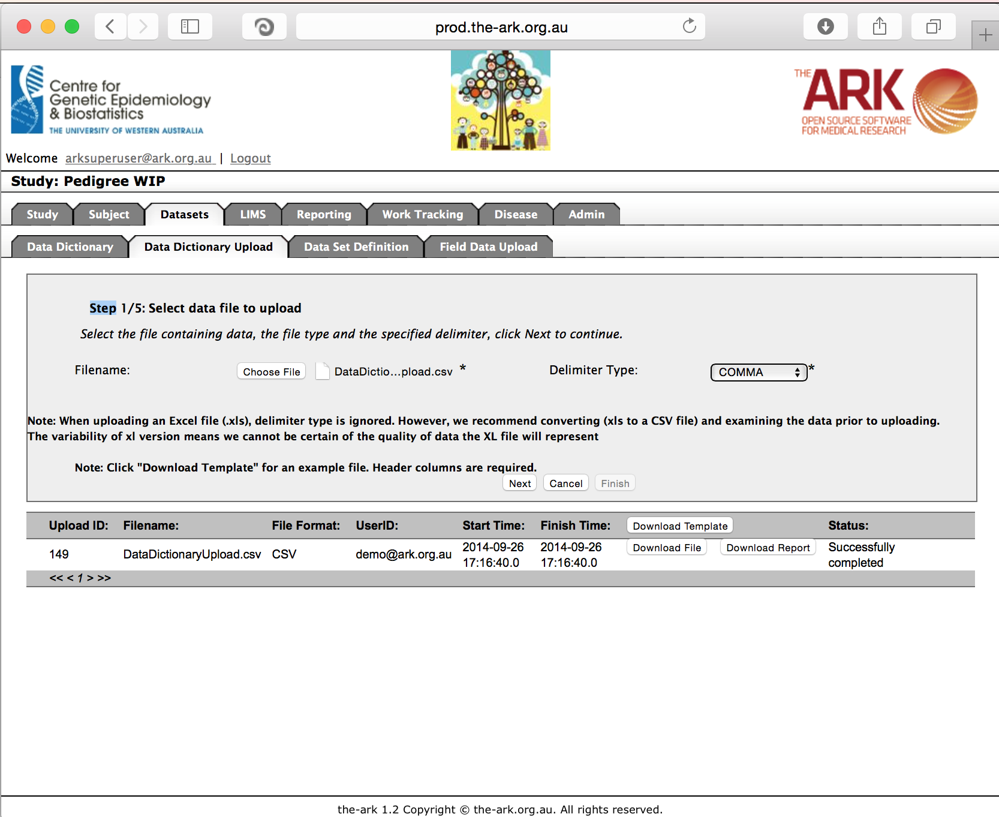 prod.the-ark.org.au
Centre for
Genetic Epidemiology
& Biostatistics
THE UNIVERSITY OF WESTERN AUSTRALIA
THE ARK
OPEN SOURCE SOFTWARE
FOR MEDICAL RESEARCH
Welcome arksuperuser@ark.org.au | Logout
Study: Pedigree WIP
Study Subject Datasets LIMS Reporting Work Tracking Disease Admin
Data Dictionary Data Dictionary Upload Data Set Definition Field Data Upload
Step 1/5: Select data file to upload
Select the file containing data, the file type and the specified delimiter, click Next to continue.
Filename: Choose File DataDictio...pload.csv * Delimiter Type: COMMA *
Note: When uploading an Excel file (.xls), delimiter type is ignored. However, we recommend converting (xls to a CSV file) and examining the data prior to uploading.
The variability of xl version means we cannot be certain of the quality of data the XL file will represent
Note: Click "Download Template" for an example file. Header columns are required.
Next Cancel Finish
Upload ID: Filename: File Format: UserID: Start Time: Finish Time: Download Template Status:
149 DataDictionaryUpload.csv CSV demo@ark.org.au 2014-09-26 17:16:40.0 2014-09-26 17:16:40.0 Download File Download Report Successfully completed
<< < 1 > >>
the-ark 1.2 Copyright © the-ark.org.au. All rights reserved.